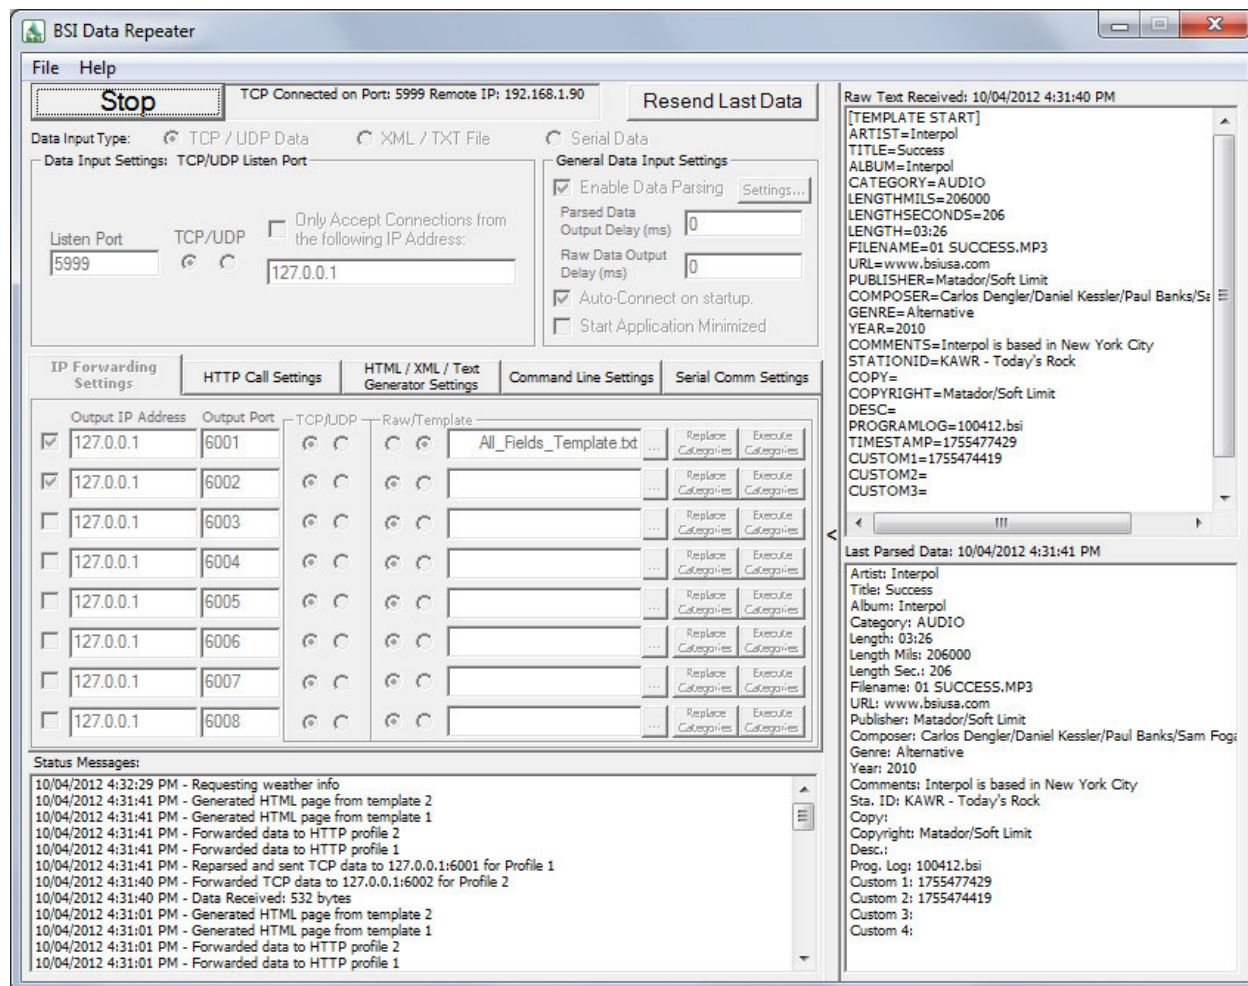 BSI Data Repeater
File Help
Stop
TCP Connected on Port: 5999 Remote IP: 192.168.1.90
Resend Last Data
Data Input Type: TCP / UDP Data XML / TXT File Serial Data
Data Input Settings: TCP/UDP Listen Port
Listen Port
5999
TCP/UDP
Only Accept Connections from
the following IP Address:
127.0.0.1
General Data Input Settings
Enable Data Parsing Settings...
Parsed Data
Output Delay (ms) 0
Raw Data Output
Delay (ms) 0
Auto-Connect on startup.
Start Application Minimized
IP Forwarding
Settings
HTTP Call Settings
HTML / XML / Text
Generator Settings
Command Line Settings
Serial Comm Settings
Output IP Address Output Port TCP/UDP Raw/Template
127.0.0.1 6001 All_Fields_Template.txt ... Replace Categories Execute Categories
127.0.0.1 6002 ... Replace Categories Execute Categories
127.0.0.1 6003 ... Replace Categories Execute Categories
127.0.0.1 6004 ... Replace Categories Execute Categories
127.0.0.1 6005 ... Replace Categories Execute Categories
127.0.0.1 6006 ... Replace Categories Execute Categories
127.0.0.1 6007 ... Replace Categories Execute Categories
127.0.0.1 6008 ... Replace Categories Execute Categories
Status Messages:
10/04/2012 4:32:29 PM - Requesting weather info
10/04/2012 4:31:41 PM - Generated HTML page from template 2
10/04/2012 4:31:41 PM - Generated HTML page from template 1
10/04/2012 4:31:41 PM - Forwarded data to HTTP profile 2
10/04/2012 4:31:41 PM - Forwarded data to HTTP profile 1
10/04/2012 4:31:41 PM - Reparsed and sent TCP data to 127.0.0.1:6001 for Profile 1
10/04/2012 4:31:40 PM - Forwarded TCP data to 127.0.0.1:6002 for Profile 2
10/04/2012 4:31:40 PM - Data Received: 532 bytes
10/04/2012 4:31:01 PM - Generated HTML page from template 2
10/04/2012 4:31:01 PM - Generated HTML page from template 1
10/04/2012 4:31:01 PM - Forwarded data to HTTP profile 2
10/04/2012 4:31:01 PM - Forwarded data to HTTP profile 1
<
Raw Text Received: 10/04/2012 4:31:40 PM
[TEMPLATE START]
ARTIST=Interpol
TITLE=Success
ALBUM=Interpol
CATEGORY=AUDIO
LENGTHMILS=206000
LENGTHSECONDS=206
LENGTH=03:26
FILENAME=01 SUCCESS.MP3
URL=www.bsiusa.com
PUBLISHER=Matador/Soft Limit
COMPOSER=Carlos Dengler/Daniel Kessler/Paul Banks/Sa
GENRE=Alternative
YEAR=2010
COMMENTS=Interpol is based in New York City
STATIONID=KAWR - Today's Rock
COPY=
COPYRIGHT=Matador/Soft Limit
DESC=
PROGRAMLOG=100412.bsi
TIMESTAMP=1755477429
CUSTOM1=1755474419
CUSTOM2=
CUSTOM3=
Last Parsed Data: 10/04/2012 4:31:41 PM
Artist: Interpol
Title: Success
Album: Interpol
Category: AUDIO
Length: 03:26
Length Mils: 206000
Length Sec.: 206
Filename: 01 SUCCESS.MP3
URL: www.bsiusa.com
Publisher: Matador/Soft Limit
Composer: Carlos Dengler/Daniel Kessler/Paul Banks/Sam Foga
Genre: Alternative
Year: 2010
Comments: Interpol is based in New York City
Sta. ID: KAWR - Today's Rock
Copy:
Copyright: Matador/Soft Limit
Desc.:
Prog. Log: 100412.bsi
Custom 1: 1755477429
Custom 2: 1755474419
Custom 3:
Custom 4: